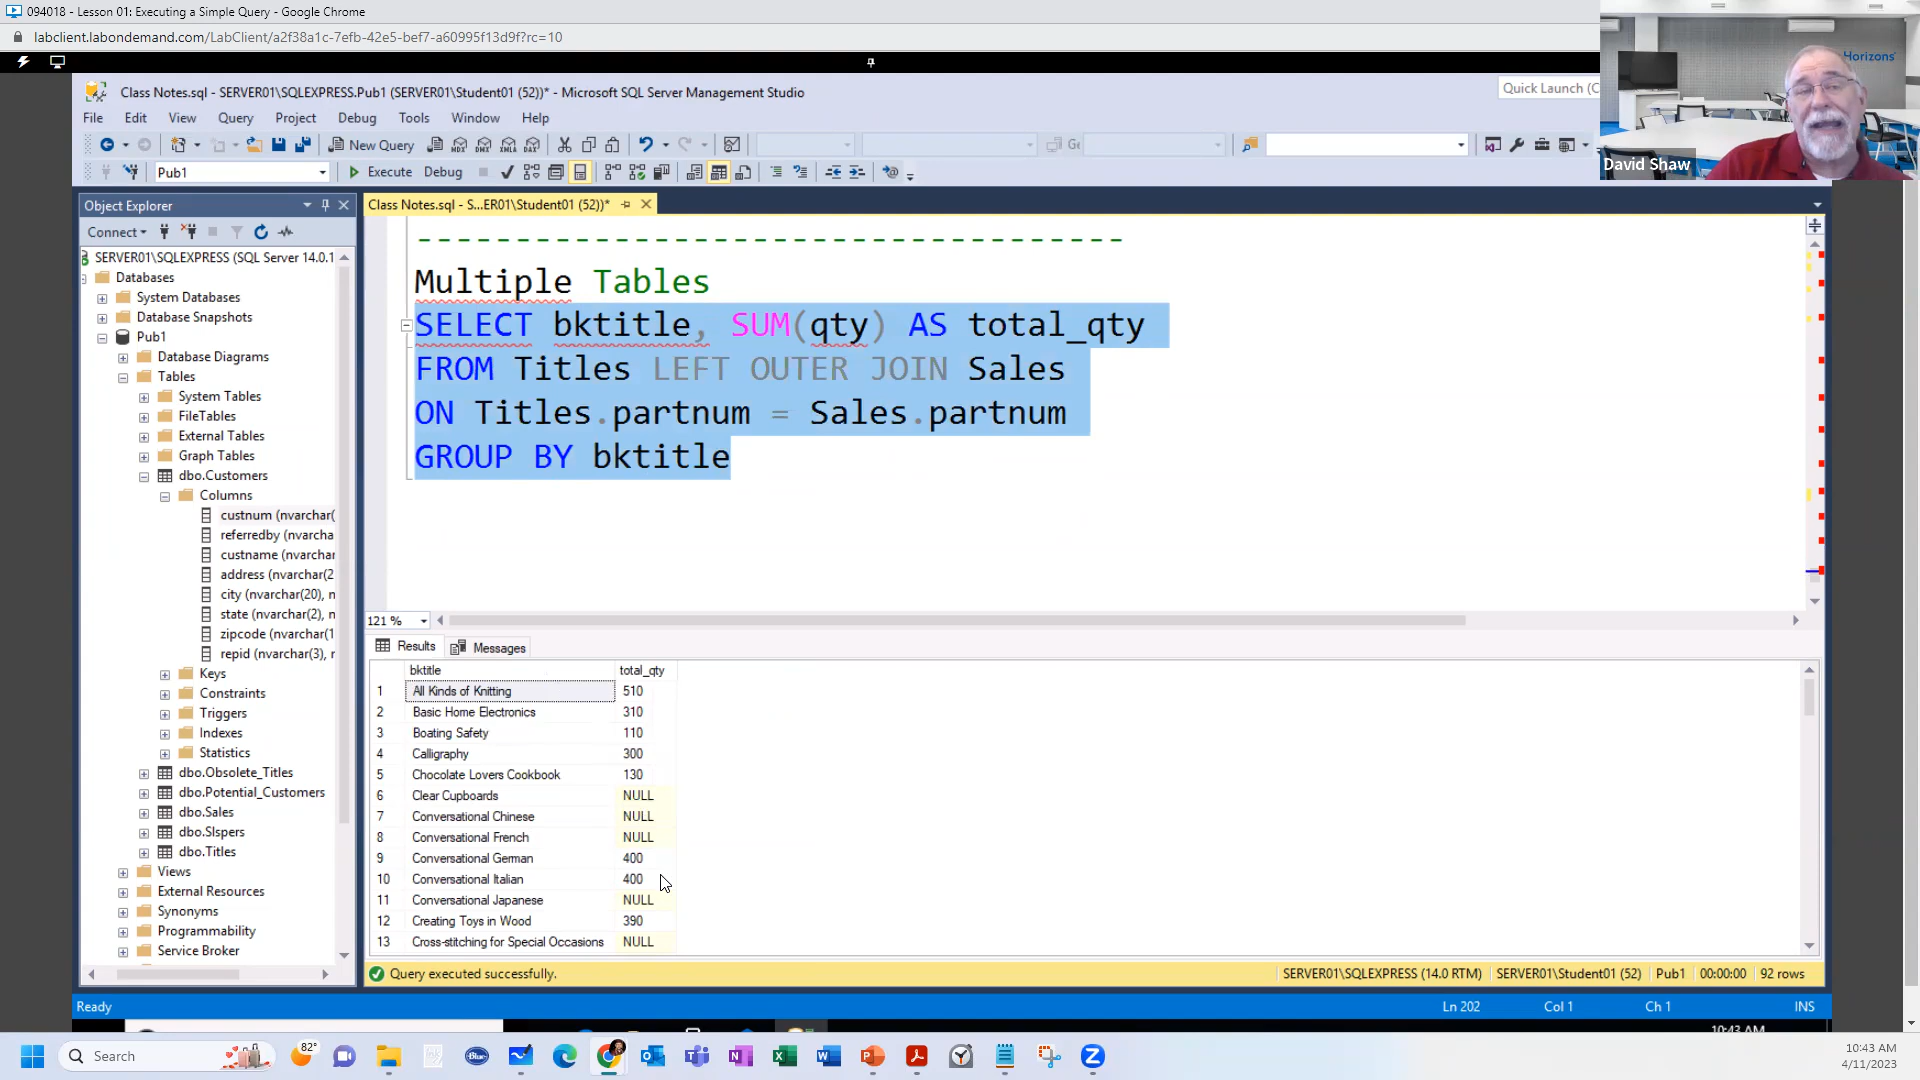 094018 - Lesson 01: Executing a Simple Query - Google Chrome
labclient.labondemand.com/LabClient/a2f38a1c-7efb-42e5-bef7-a60995f13d9f?rc=10
Horizons
David Shaw
Class Notes.sql - SERVER01\SQLEXPRESS.Pub1 (SERVER01\Student01 (52))* - Microsoft SQL Server Management Studio
Quick Launch (C
File Edit View Query Project Debug Tools Window Help
New Query MDX DMX XMLA DAX
Pub1 Execute Debug
Object Explorer
Class Notes.sql - S...ER01\Student01 (52))*
Connect
SERVER01\SQLEXPRESS (SQL Server 14.0.1
Databases
System Databases
Database Snapshots
Pub1
Database Diagrams
Tables
System Tables
FileTables
External Tables
Graph Tables
dbo.Customers
Columns
custnum (nvarchar(
referredby (nvarcha
custname (nvarchar
address (nvarchar(2
city (nvarchar(20), n
state (nvarchar(2), n
zipcode (nvarchar(1
repid (nvarchar(3), r
Keys
Constraints
Triggers
Indexes
Statistics
dbo.Obsolete_Titles
dbo.Potential_Customers
dbo.Sales
dbo.Slspers
dbo.Titles
Views
External Resources
Synonyms
Programmability
Service Broker
------------------------------------
Multiple Tables
SELECT bktitle, SUM(qty) AS total_qty
FROM Titles LEFT OUTER JOIN Sales
ON Titles.partnum = Sales.partnum
GROUP BY bktitle
121 %
Results Messages
bktitle total_qty
1 All Kinds of Knitting 510
2 Basic Home Electronics 310
3 Boating Safety 110
4 Calligraphy 300
5 Chocolate Lovers Cookbook 130
6 Clear Cupboards NULL
7 Conversational Chinese NULL
8 Conversational French NULL
9 Conversational German 400
10 Conversational Italian 400
11 Conversational Japanese NULL
12 Creating Toys in Wood 390
13 Cross-stitching for Special Occasions NULL
Query executed successfully. SERVER01\SQLEXPRESS (14.0 RTM) SERVER01\Student01 (52) Pub1 00:00:00 92 rows
Ready Ln 202 Col 1 Ch 1 INS
10:43 AM
Search 82°
10:43 AM
4/11/2023